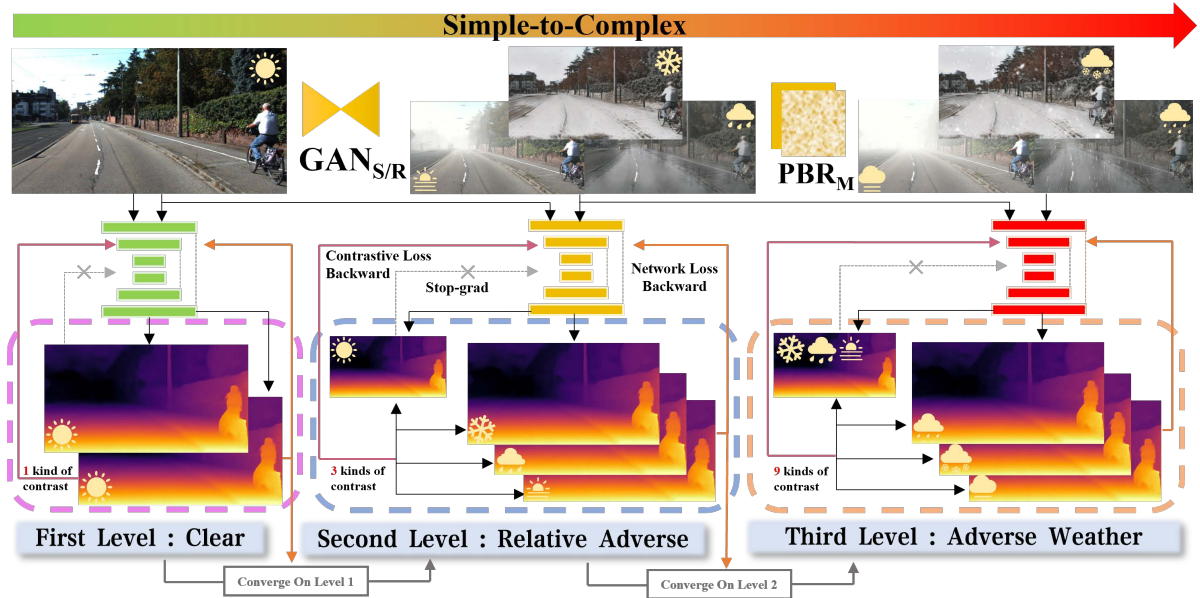 Simple-to-Complex
GAN S/R
PBR M
Contrastive Loss
Backward
Stop-grad
Network Loss
Backward
1 kind of
contrast
3 kinds of
contrast
9 kinds of
contrast
First Level : Clear
Second Level : Relative Adverse
Third Level : Adverse Weather
Converge On Level 1
Converge On Level 2